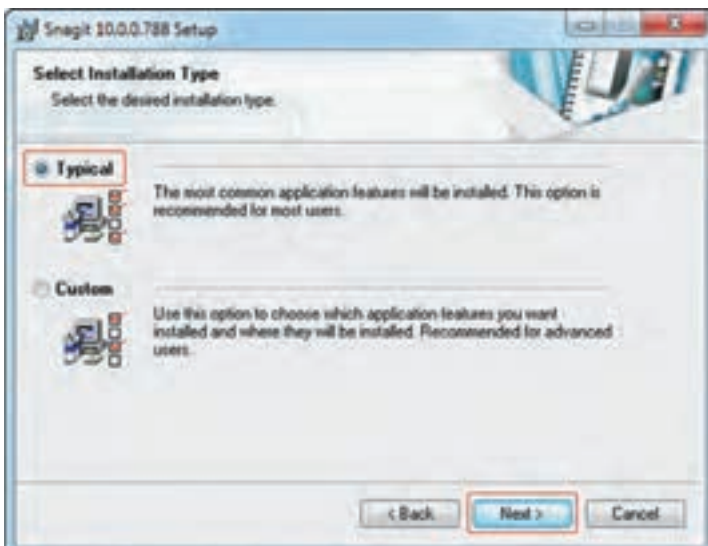 Snagit 10.0.0.788 Setup
Select Installation Type
Select the desired installation type.
Typical
The most common application features will be installed. This option is
recommended for most users.
Custom
Use this option to choose which application features you want
installed and where they will be installed. Recommended for advanced
users.
< Back
Next >
Cancel